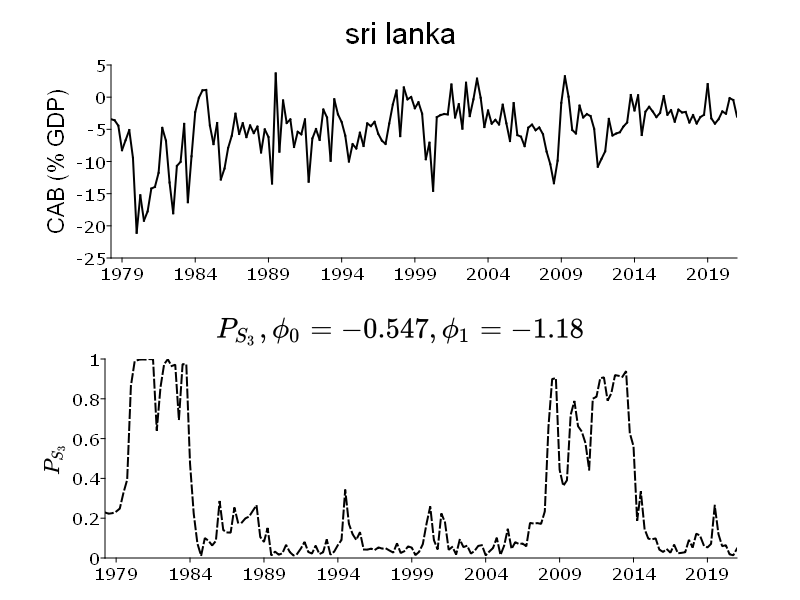 sri lanka
CAB (% GDP)
5
0
-5
-10
-15
-20
-25
1979 1984 1989 1994 1999 2004 2009 2014 2019
P_{S_3}, ϕ_0 = −0.547, ϕ_1 = −1.18
P_{S_3}
1
0.8
0.6
0.4
0.2
0
1979 1984 1989 1994 1999 2004 2009 2014 2019